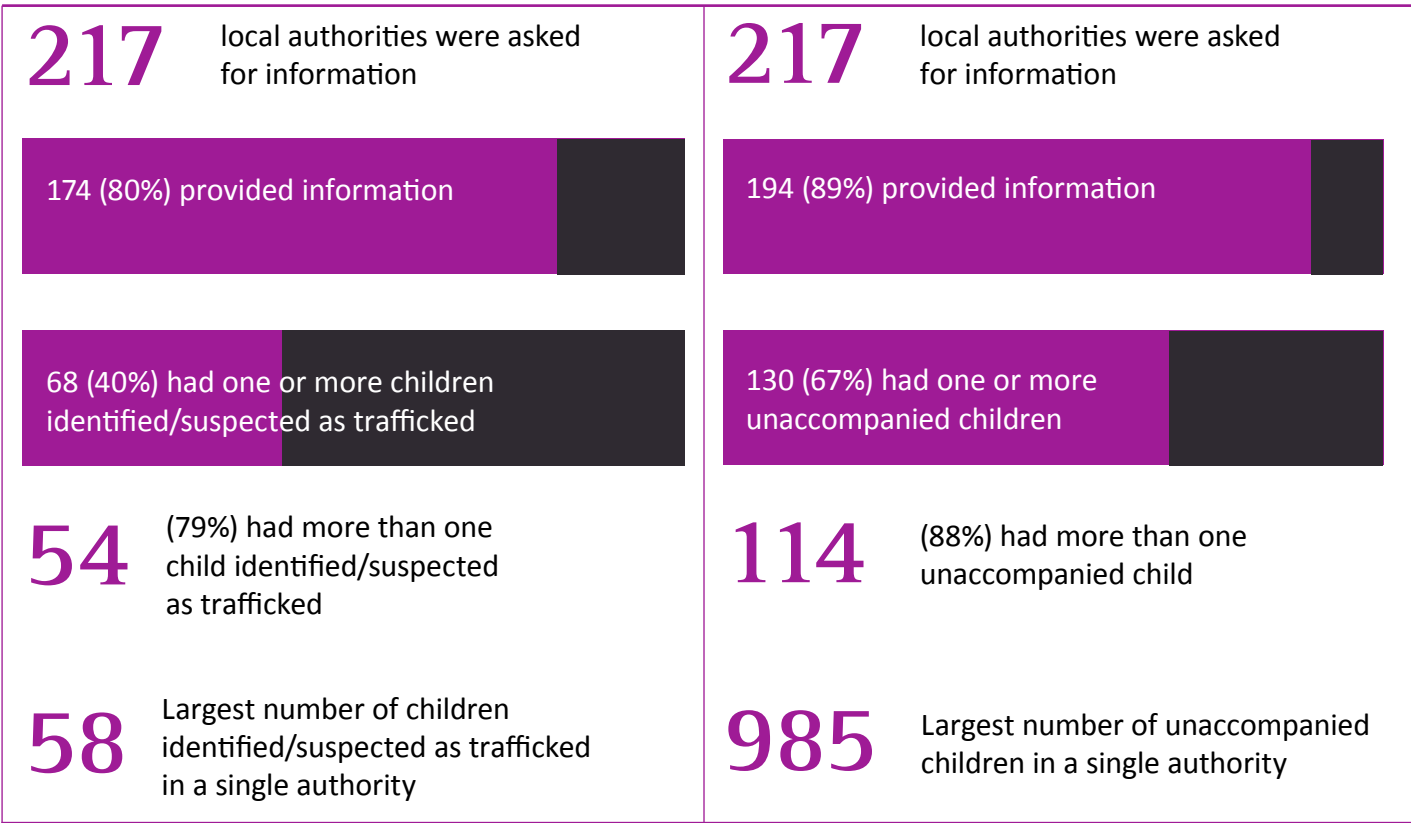 217
local authorities were asked
for information
174 (80%) provided information
68 (40%) had one or more children
identified/suspected as trafficked
54
(79%) had more than one
child identified/suspected
as trafficked
58
Largest number of children
identified/suspected as trafficked
in a single authority
217
local authorities were asked
for information
194 (89%) provided information
130 (67%) had one or more
unaccompanied children
114
(88%) had more than one
unaccompanied child
985
Largest number of unaccompanied
children in a single authority